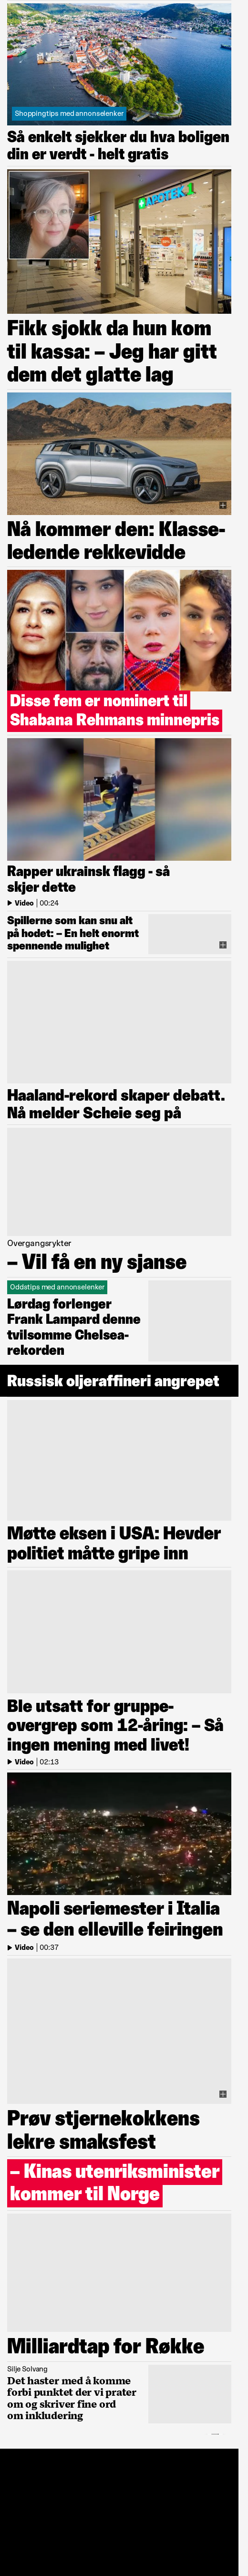 Shoppingtips med annonselenker
Så enkelt sjekker du hva boligen
din er verdt - helt gratis
APOTEK 1
Fikk sjokk da hun kom
til kassa: – Jeg har gitt
dem det glatte lag
Nå kommer den: Klasse-
ledende rekkevidde
Disse fem er nominert til
Shabana Rehmans minnepris
Rapper ukrainsk flagg - så
skjer dette
Video | 00:24
Spillerne som kan snu alt
på hodet: – En helt enormt
spennende mulighet
Haaland-rekord skaper debatt.
Nå melder Scheie seg på
Overgangsrykter
– Vil få en ny sjanse
Oddstips med annonselenker
Lørdag forlenger
Frank Lampard denne
tvilsomme Chelsea-
rekorden
Russisk oljeraffineri angrepet
Møtte eksen i USA: Hevder
politiet måtte gripe inn
Ble utsatt for gruppe-
overgrep som 12-åring: – Så
ingen mening med livet!
Video | 02:13
Napoli seriemester i Italia
– se den elleville feiringen
Video | 00:37
Prøv stjernekokkens
lekre smaksfest
– Kinas utenriksminister
kommer til Norge
Milliardtap for Røkke
Silje Solvang
Det haster med å komme
forbi punktet der vi prater
om og skriver fine ord
om inkludering